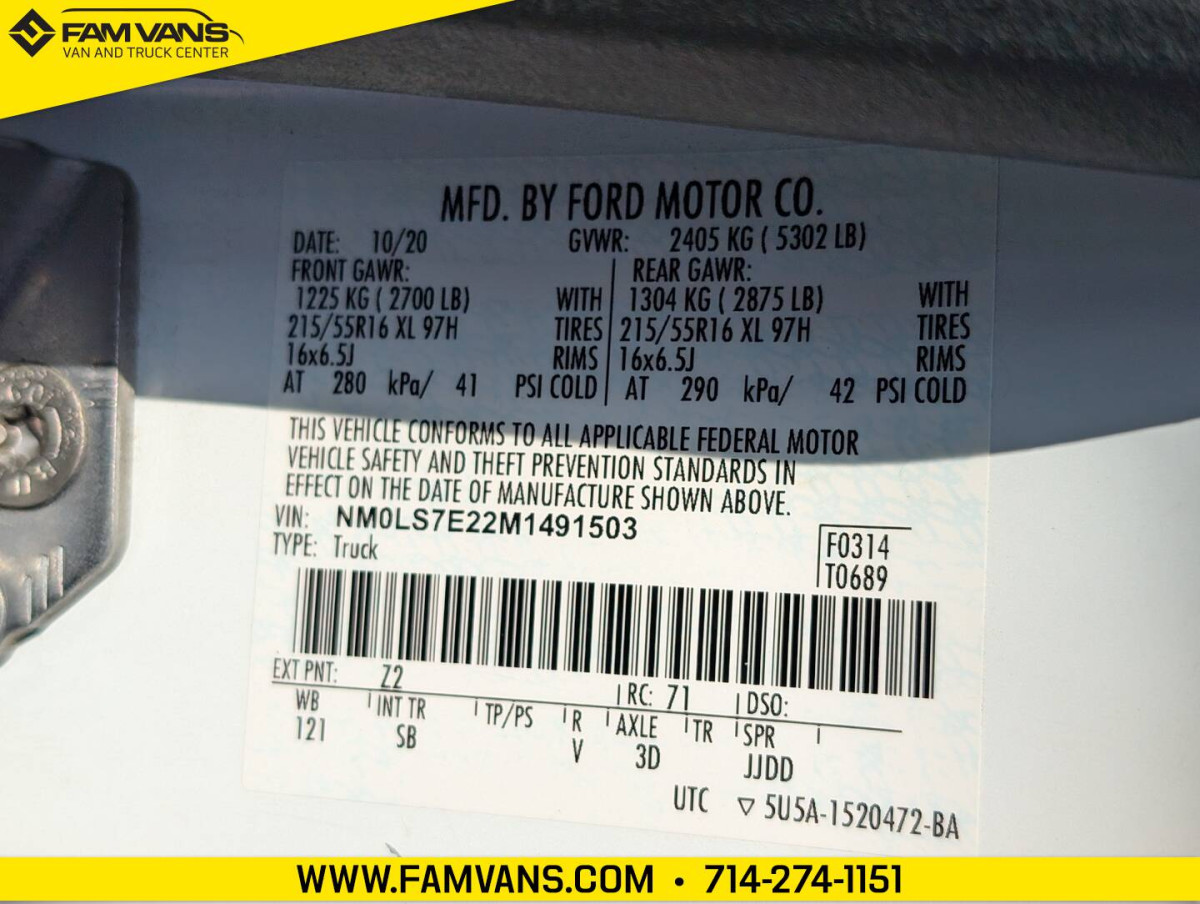 FAM VANS
VAN AND TRUCK CENTER
MFD. BY FORD MOTOR CO.
DATE: 10/20 GVWR: 2405 KG ( 5302 LB)
FRONT GAWR: REAR GAWR:
1225 KG ( 2700 LB) WITH 1304 KG ( 2875 LB) WITH
215/55R16 XL 97H TIRES 215/55R16 XL 97H TIRES
16x6.5J RIMS 16x6.5J RIMS
AT 280 kPa/ 41 PSI COLD AT 290 kPa/ 42 PSI COLD
THIS VEHICLE CONFORMS TO ALL APPLICABLE FEDERAL MOTOR
VEHICLE SAFETY AND THEFT PREVENTION STANDARDS IN
EFFECT ON THE DATE OF MANUFACTURE SHOWN ABOVE.
VIN: NM0LS7E22M1491503
TYPE: Truck
F0314
T0689
EXT PNT: Z2 RC: 71 DSO:
WB INT TR TP/PS R AXLE TR SPR
121 SB V 3D JJDD
UTC ▽ 5U5A-1520472-BA
WWW.FAMVANS.COM • 714-274-1151